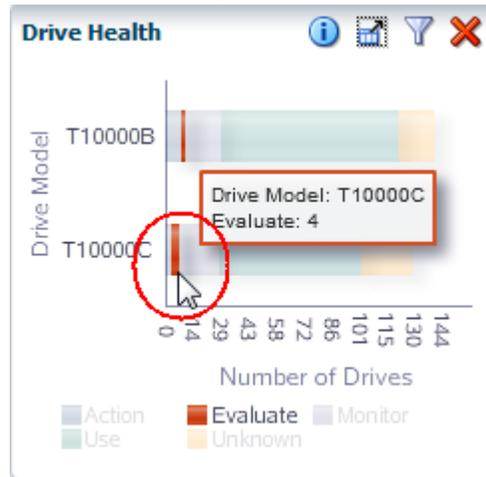 Drive Health
Drive Model
T10000B
Drive Model: T10000C
Evaluate: 4
T10000C
0 14 29 43 58 72 86 101 115 130 144
Number of Drives
Action Evaluate Monitor
Use Unknown